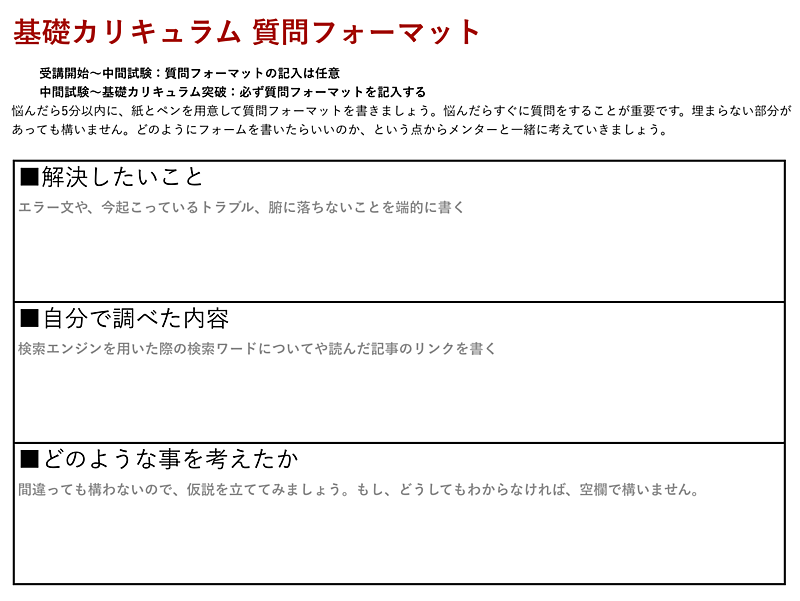 基礎カリキュラム 質問フォーマット
受講開始〜中間試験：質問フォーマットの記入は任意
中間試験〜基礎カリキュラム突破：必ず質問フォーマットを記入する
悩んだら5分以内に、紙とペンを用意して質問フォーマットを書きましょう。悩んだらすぐに質問をすることが重要です。埋まらない部分が
あっても構いません。どのようにフォームを書いたらいいのか、という点からメンターと一緒に考えていきましょう。
■解決したいこと
エラー文や、今起こっているトラブル、腑に落ちないことを端的に書く
■自分で調べた内容
検索エンジンを用いた際の検索ワードについてや読んだ記事のリンクを書く
■どのような事を考えたか
間違っても構わないので、仮説を立ててみましょう。もし、どうしてもわからなければ、空欄で構いません。